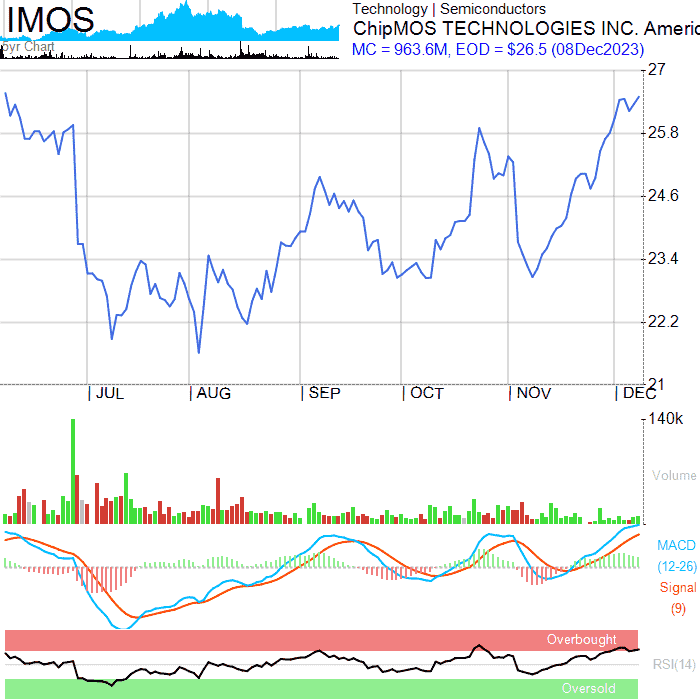 IMOS
6yr Chart
Technology | Semiconductors
ChipMOS TECHNOLOGIES INC. Americ
MC = 963.6M, EOD = $26.5 (08Dec2023)
27
25.8
24.6
23.4
22.2
21
| JUL | AUG | SEP | OCT | NOV | DEC
140k
Volume
MACD
(12-26)
Signal
(9)
Overbought
RSI(14)
Oversold